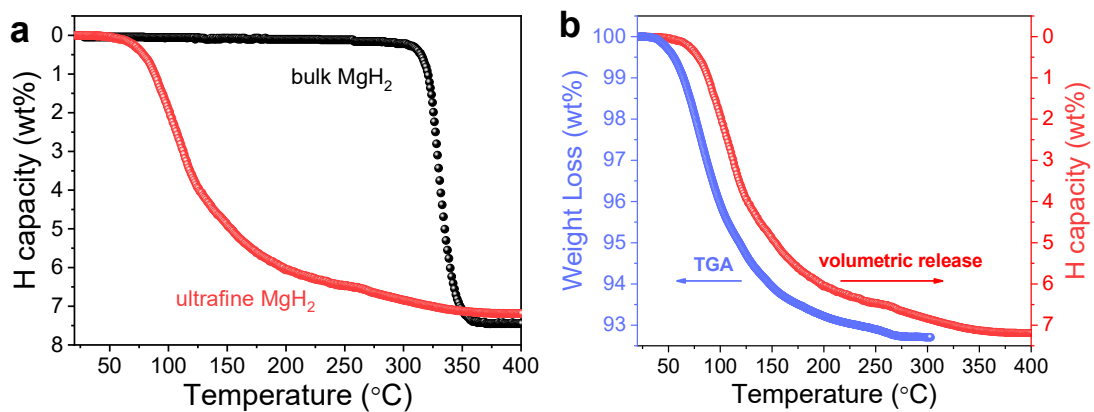 a
0
1
2
3
4
5
6
7
8
H capacity (wt%)
bulk MgH₂
ultrafine MgH₂
50 100 150 200 250 300 350 400
Temperature (°C)
b
100
99
98
97
96
95
94
93
Weight Loss (wt%)
TGA
volumetric release
0
1
2
3
4
5
6
7
H capacity (wt%)
50 100 150 200 250 300 350 400
Temperature (°C)